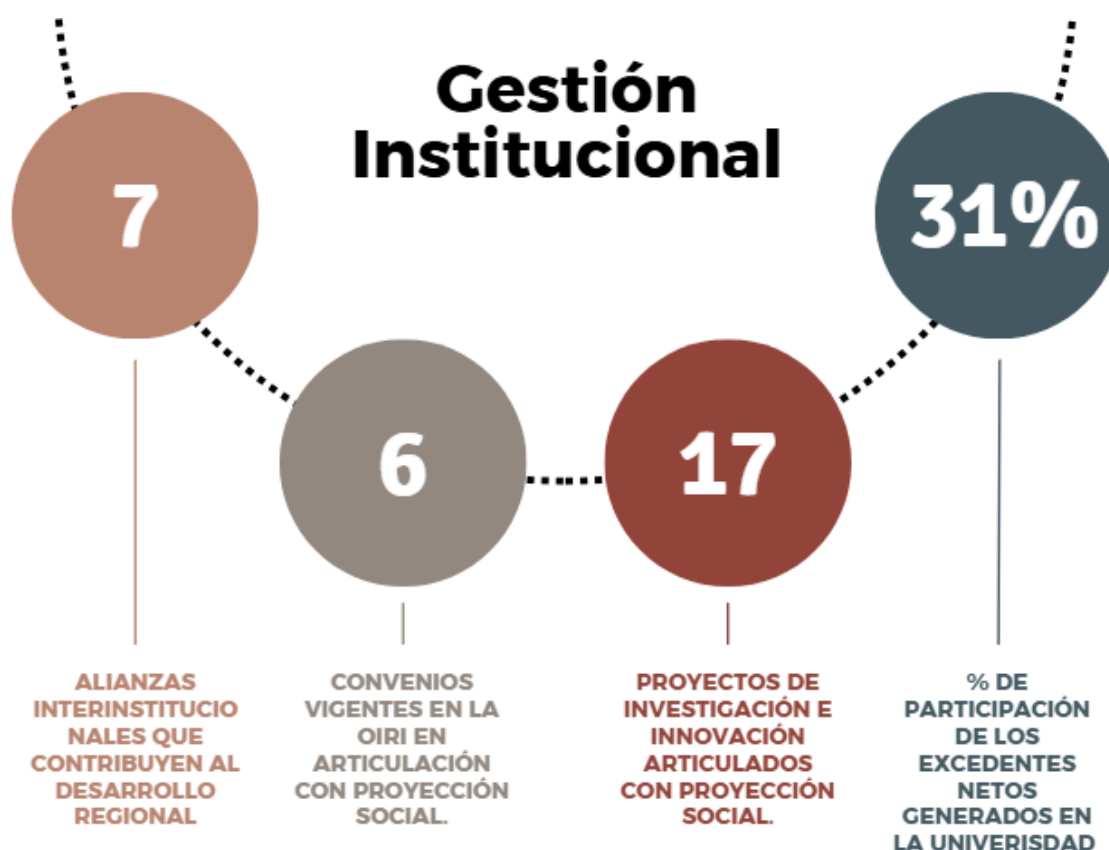 Gestión
Institucional
7
31%
6
17
ALIANZAS
INTERINSTITUCIO
NALES QUE
CONTRIBUYEN AL
DESARROLLO
REGIONAL
CONVENIOS
VIGENTES EN LA
OIRI EN
ARTICULACIÓN
CON PROYECCIÓN
SOCIAL.
PROYECTOS DE
INVESTIGACIÓN E
INNOVACIÓN
ARTICULADOS
CON PROYECCIÓN
SOCIAL.
% DE
PARTICIPACIÓN
DE LOS
EXCEDENTES
NETOS
GENERADOS EN
LA UNIVERISDAD